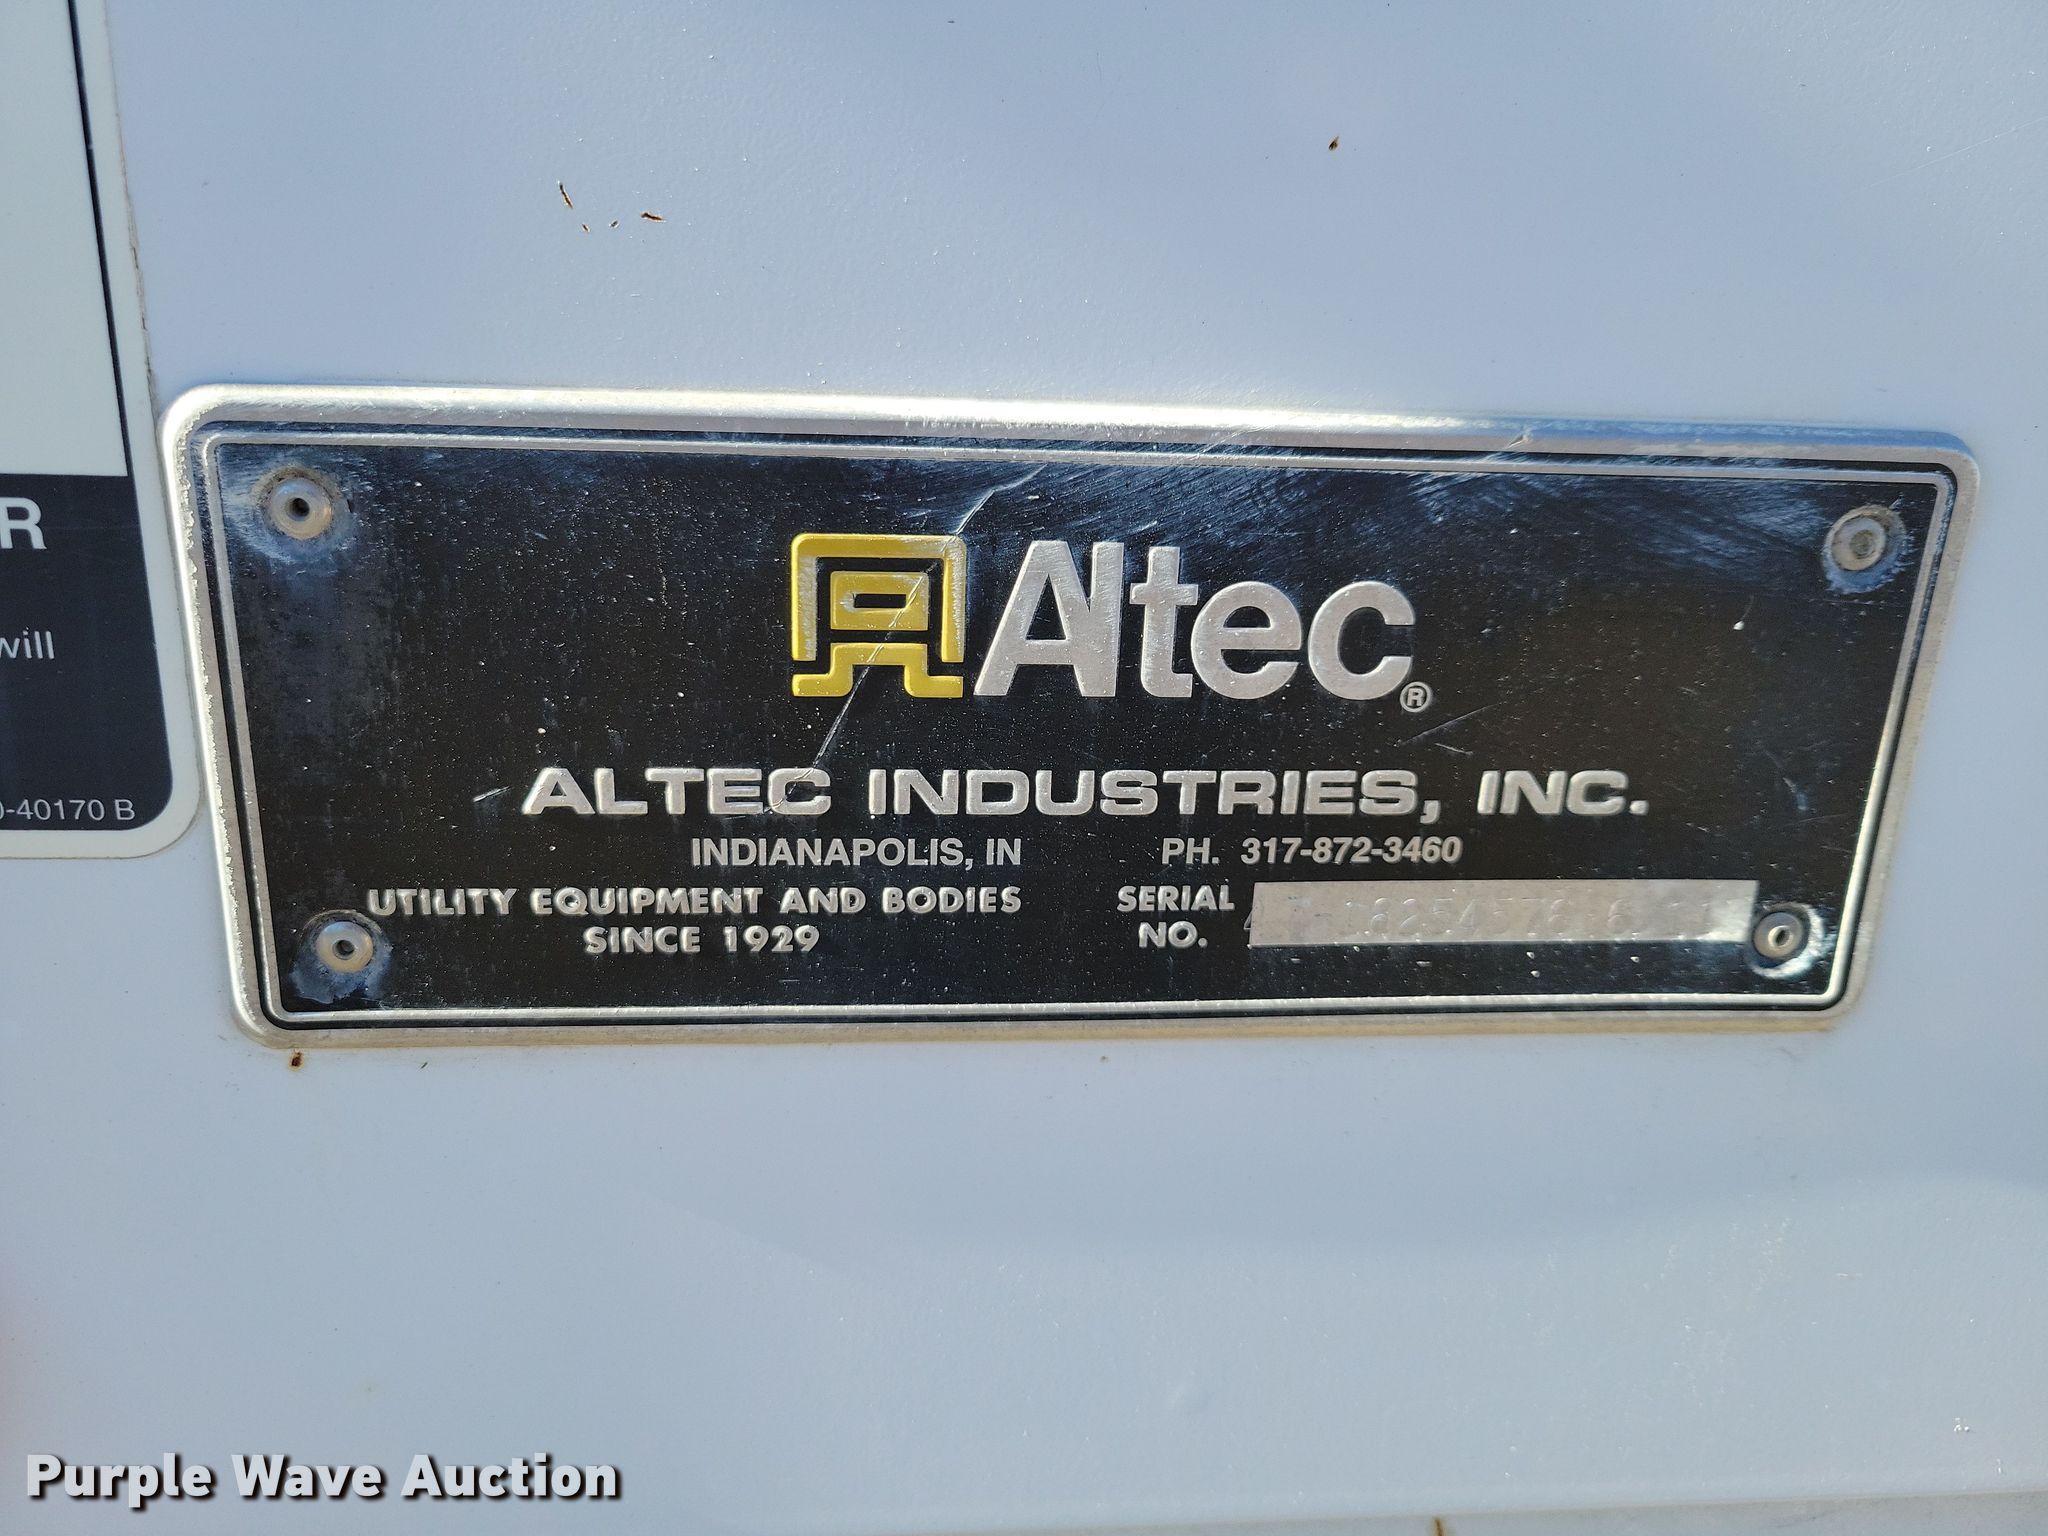 R
will
0-40170 B
Altec®
ALTEC INDUSTRIES, INC.
INDIANAPOLIS, IN PH. 317-872-3460
UTILITY EQUIPMENT AND BODIES SERIAL
SINCE 1929 NO.
Purple Wave Auction